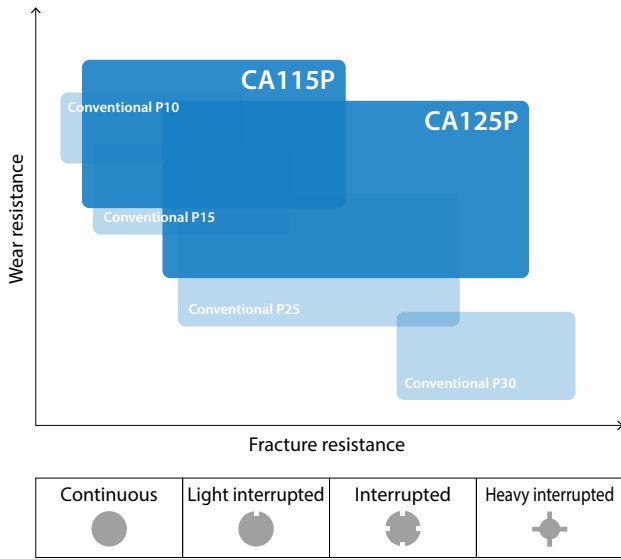 CA115P
Conventional P10
CA125P
Conventional P15
Conventional P25
Conventional P30
Wear resistance
Fracture resistance
Continuous
Light interrupted
Interrupted
Heavy interrupted